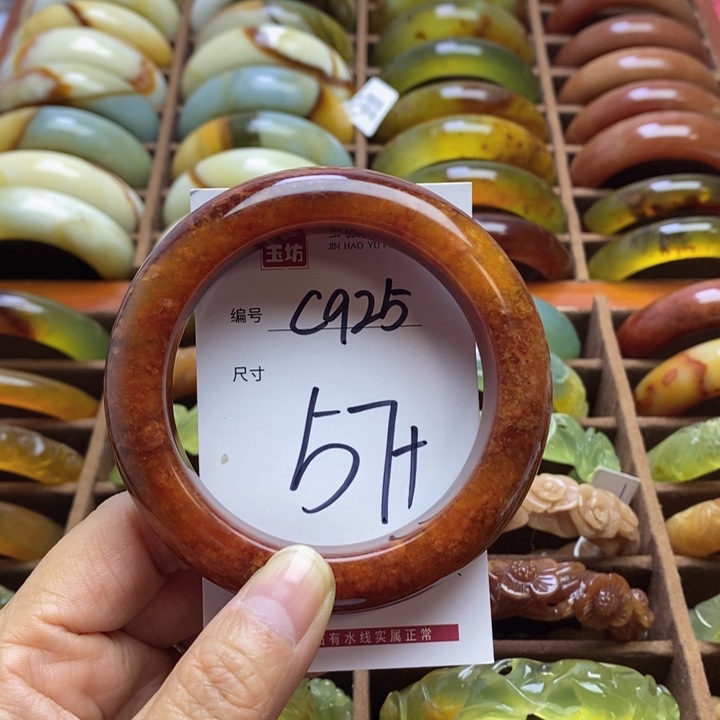 玉坊
JIN HAO YU
编号 C925
尺寸
57+
有水线实属正常